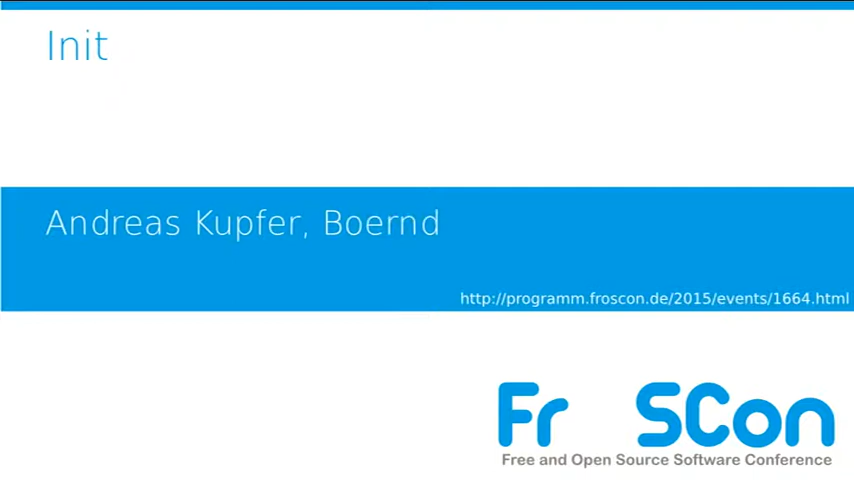 Init
Andreas Kupfer, Boernd
http://programm.froscon.de/2015/events/1664.html
Fr SCon
Free and Open Source Software Conference